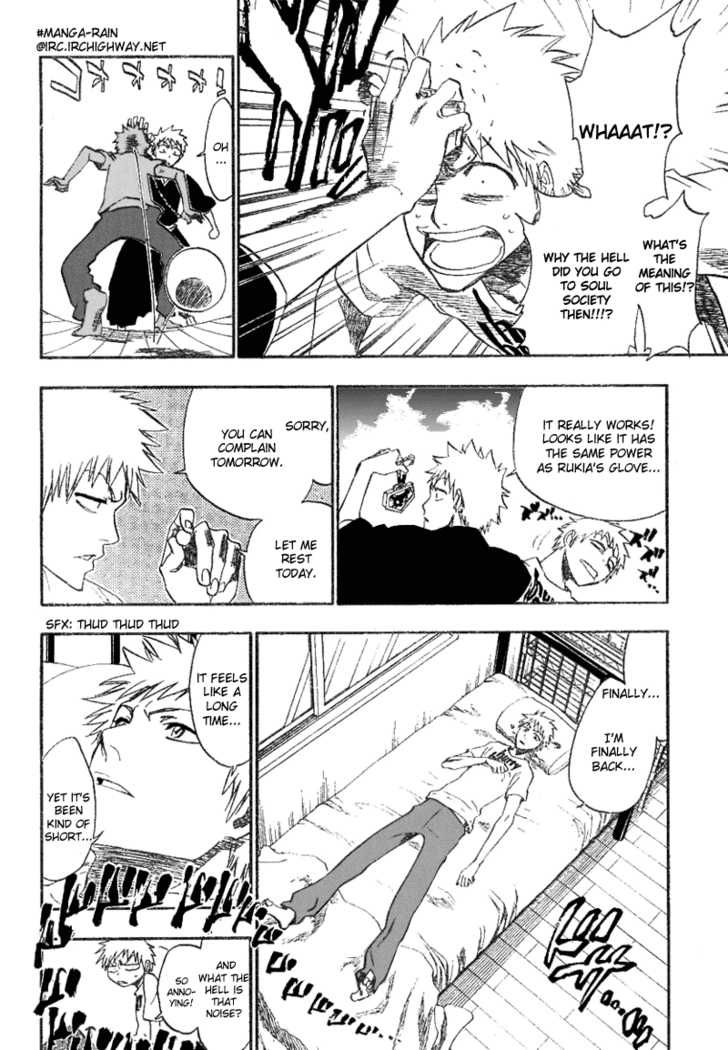 #MANGA-RAIN
@IRC.IRCHIGHWAY.NET
WHAAAT!?
WHAT'S
THE
MEANING
OF THIS!?
WHY THE HELL
DID YOU GO
TO SOUL
SOCIETY
THEN!!!?
OH
...
IT REALLY WORKS!
LOOKS LIKE IT HAS
THE SAME POWER
AS RUKIA'S GLOVE...
SORRY,
YOU CAN
COMPLAIN
TOMORROW.
LET ME
REST
TODAY.
SFX: THUD THUD THUD
FINALLY...
I'M
FINALLY
BACK...
IT FEELS
LIKE A
LONG
TIME...
YET IT'S
BEEN
KIND OF
SHORT...
AND
WHAT THE
HELL IS
THAT
NOISE?
SO
ANNO-
YING!